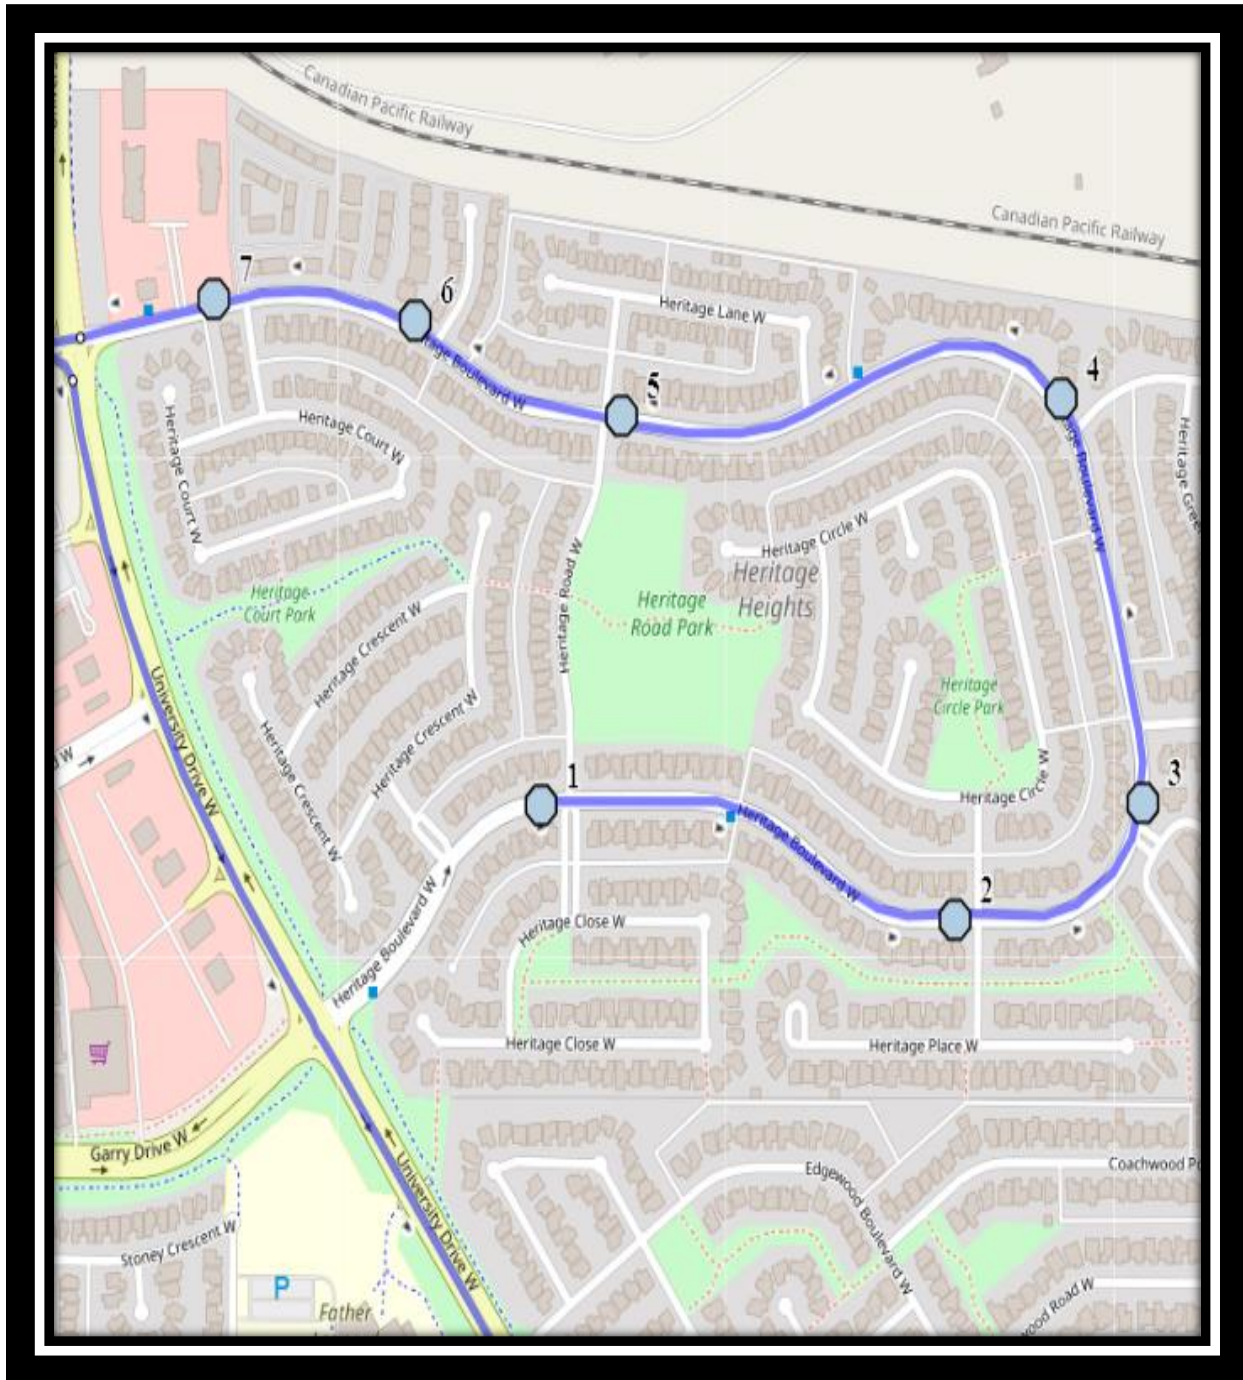 Canadian Pacific Railway
Canadian Pacific Railway
7
6
Heritage Lane W
5
4
Boulevard W
Heritage Court W
Heritage Court W
Boulevard W
Heritage Circle W
Heritage
Heights
Heritage
Court Park
Heritage
Road Park
Heritage Road W
Heritage Crescent W
Heritage
Circle Park
University Drive W
Heritage Crescent W
Heritage Crescent W
W
1
3
Heritage Circle W
Heritage Boulevard W
2
Heritage Boulevard W
Heritage Close W
Heritage Close W
Heritage Place W
Garry Drive W
University Drive W
Edgewood Boulevard W
Coachwood
Stoney Crescent W
P
Father
Road W